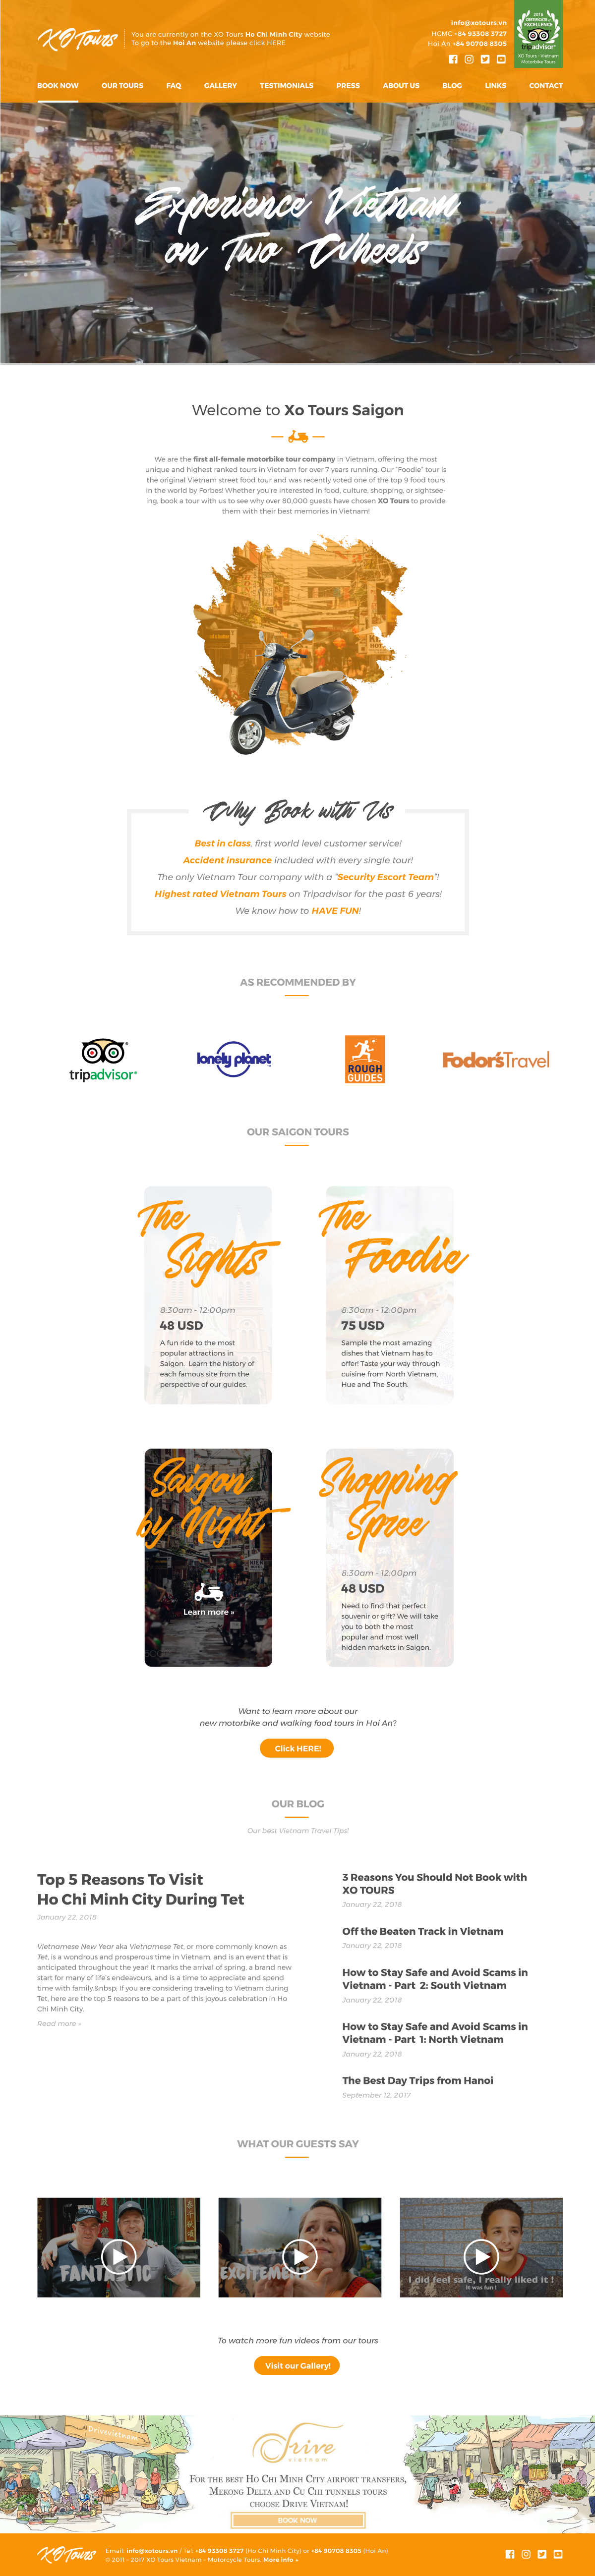 XO Tours
You are currently on the XO Tours Ho Chi Minh City website
To go to the Hoi An website please click HERE
info@xotours.vn
HCMC +84 93308 3727
Hoi An +84 90708 8305
2016
CERTIFICATE of
EXCELLENCE
tripadvisor
XO Tours - Vietnam
Motorbike Tours
BOOK NOW OUR TOURS FAQ GALLERY TESTIMONIALS PRESS ABOUT US BLOG LINKS CONTACT
Experience Vietnam
on Two Wheels
Welcome to Xo Tours Saigon
We are the first all-female motorbike tour company in Vietnam, offering the most
unique and highest ranked tours in Vietnam for over 7 years running. Our "Foodie" tour is
the original Vietnam street food tour and was recently voted one of the top 9 food tours
in the world by Forbes! Whether you're interested in food, culture, shopping, or sightsee-
ing, book a tour with us to see why over 80,000 guests have chosen XO Tours to provide
them with their best memories in Vietnam!
Why Book with Us
Best in class, first world level customer service!
Accident insurance included with every single tour!
The only Vietnam Tour company with a "Security Escort Team"!
Highest rated Vietnam Tours on Tripadvisor for the past 6 years!
We know how to HAVE FUN!
AS RECOMMENDED BY
tripadvisor®
lonely planet
ROUGH
GUIDES
Fodor'sTravel
OUR SAIGON TOURS
The
Sights
8:30am - 12:00pm
48 USD
A fun ride to the most
popular attractions in
Saigon. Learn the history of
each famous site from the
perspective of our guides.
The
Foodie
8:30am - 12:00pm
75 USD
Sample the most amazing
dishes that Vietnam has to
offer! Taste your way through
cuisine from North Vietnam,
Hue and The South.
Saigon
by Night
Learn more »
Shopping
Spree
8:30am - 12:00pm
48 USD
Need to find that perfect
souvenir or gift? We will take
you to both the most
popular and most well
hidden markets in Saigon.
Want to learn more about our
new motorbike and walking food tours in Hoi An?
Click HERE!
OUR BLOG
Our best Vietnam Travel Tips!
Top 5 Reasons To Visit
Ho Chi Minh City During Tet
January 22, 2018
Vietnamese New Year aka Vietnamese Tet, or more commonly known as
Tet, is a wondrous and prosperous time in Vietnam, and is an event that is
anticipated throughout the year! It marks the arrival of spring, a brand new
start for many of life's endeavours, and is a time to appreciate and spend
time with family.&nbsp; If you are considering traveling to Vietnam during
Tet, here are the top 5 reasons to be a part of this joyous celebration in Ho
Chi Minh City.
Read more »
3 Reasons You Should Not Book with
XO TOURS
January 22, 2018
Off the Beaten Track in Vietnam
January 22, 2018
How to Stay Safe and Avoid Scams in
Vietnam - Part 2: South Vietnam
January 22, 2018
How to Stay Safe and Avoid Scams in
Vietnam - Part 1: North Vietnam
January 22, 2018
The Best Day Trips from Hanoi
September 12, 2017
WHAT OUR GUESTS SAY
FANTASTIC
EXCITEMENT
I did feel safe, I really liked it !
It was fun!
To watch more fun videos from our tours
Visit our Gallery!
Drivevietnam
Drive
vietnam
For the best Ho Chi Minh City airport transfers,
Mekong Delta and Cu Chi tunnels tours
choose Drive Vietnam!
BOOK NOW
XO Tours
Email: info@xotours.vn / Tel: +84 93308 3727 (Ho Chi Minh City) or +84 90708 8305 (Hoi An)
© 2011 - 2017 XO Tours Vietnam - Motorcycle Tours. More info +